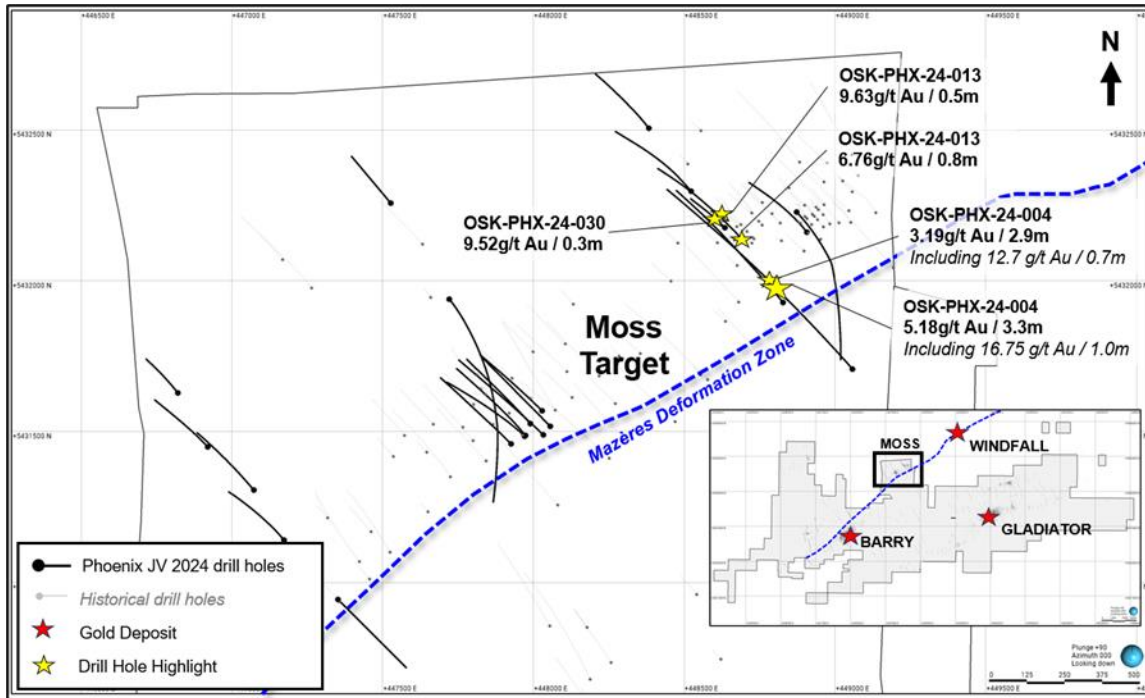 +446500 E
+447000 E
+447500 E
+448000 E
+448500 E
+449000 E
+449500 E
N
OSK-PHX-24-013
9.63g/t Au / 0.5m
+5432500 N
OSK-PHX-24-013
6.76g/t Au / 0.8m
OSK-PHX-24-030
9.52g/t Au / 0.3m
OSK-PHX-24-004
3.19g/t Au / 2.9m
Including 12.7 g/t Au / 0.7m
+5432000 N
OSK-PHX-24-004
5.18g/t Au / 3.3m
Including 16.75 g/t Au / 1.0m
Moss
Target
Mazères Deformation Zone
+5431500 N
MOSS
WINDFALL
GLADIATOR
BARRY
Phoenix JV 2024 drill holes
Historical drill holes
Gold Deposit
Drill Hole Highlight
Plunge +90
Azimuth 000
Looking down
0 125 250 375 500
+447500 E
+448000 E
+448500 E
+449000 E
+449500 E